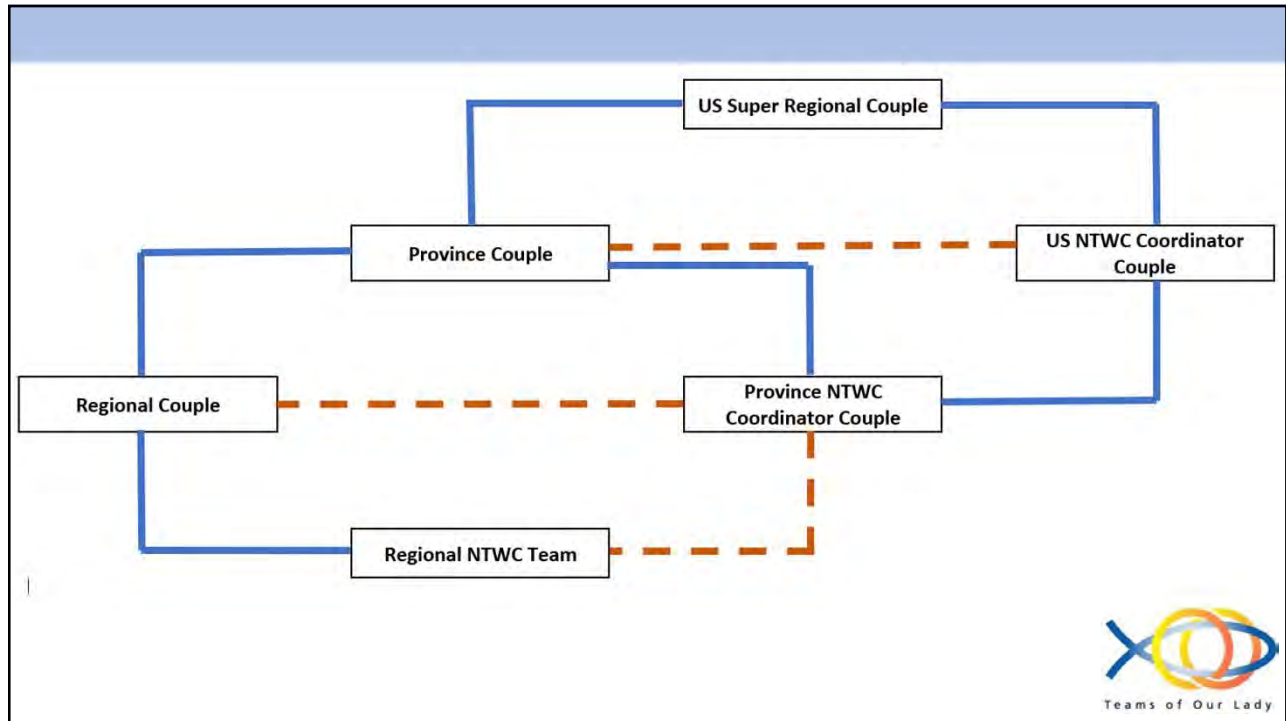 US Super Regional Couple
Province Couple
US NTWC Coordinator
Couple
Regional Couple
Province NTWC
Coordinator Couple
Regional NTWC Team
Teams of Our Lady